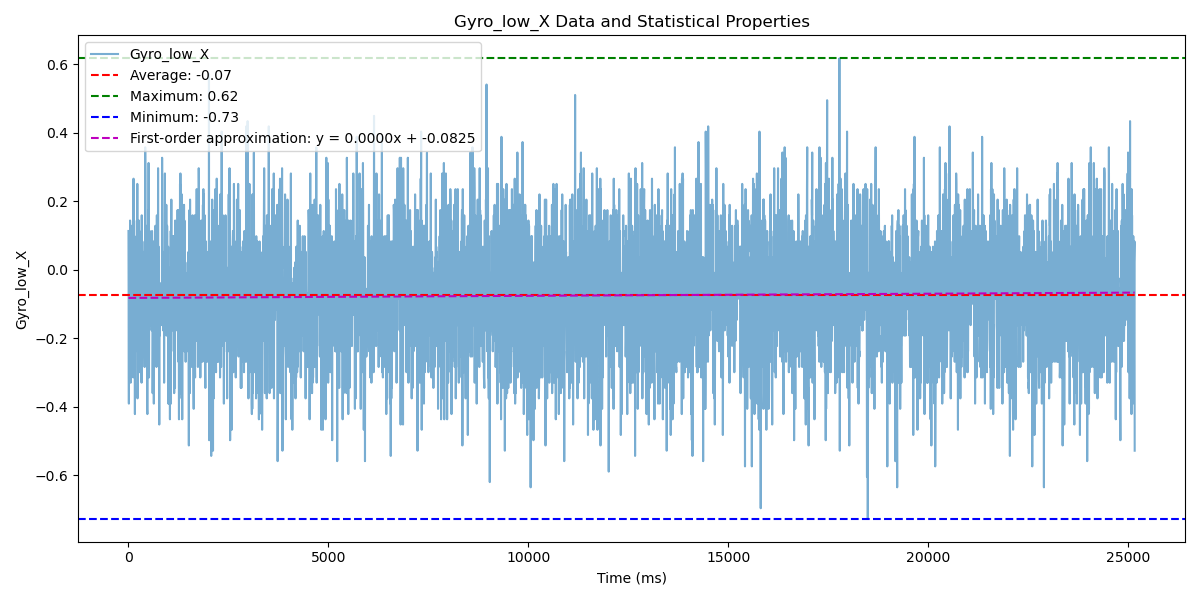 Gyro_low_X Data and Statistical Properties
Gyro_low_X
Average: -0.07
Maximum: 0.62
Minimum: -0.73
First-order approximation: y = 0.0000x + -0.0825
0.6
0.4
0.2
0.0
−0.2
−0.4
−0.6
Gyro_low_X
0
5000
10000
15000
20000
25000
Time (ms)